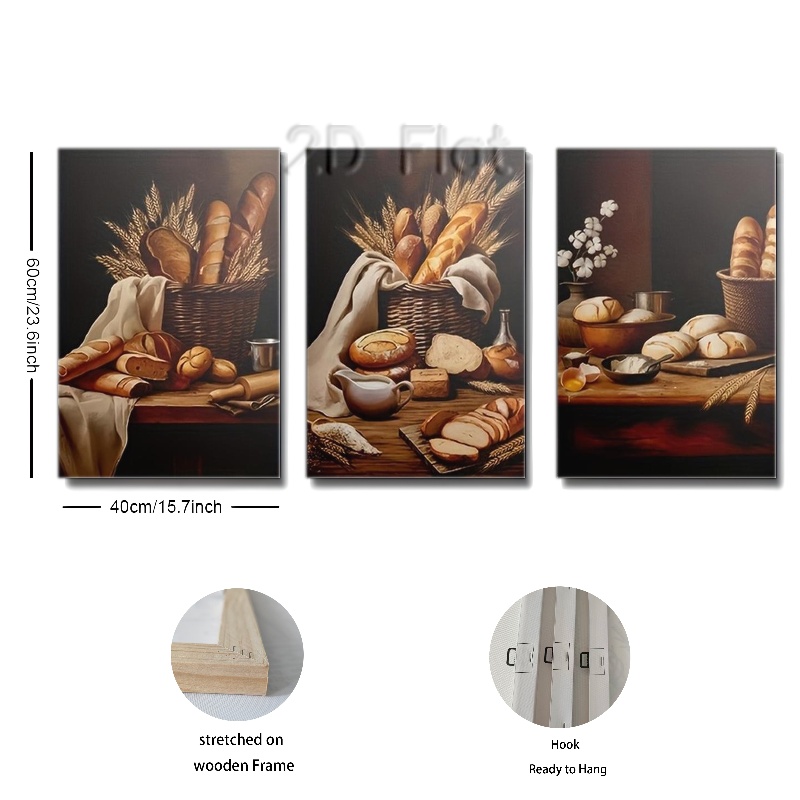 2D Flat
60cm/23.6inch
40cm/15.7inch
stretched on
wooden Frame
Hook
Ready to Hang